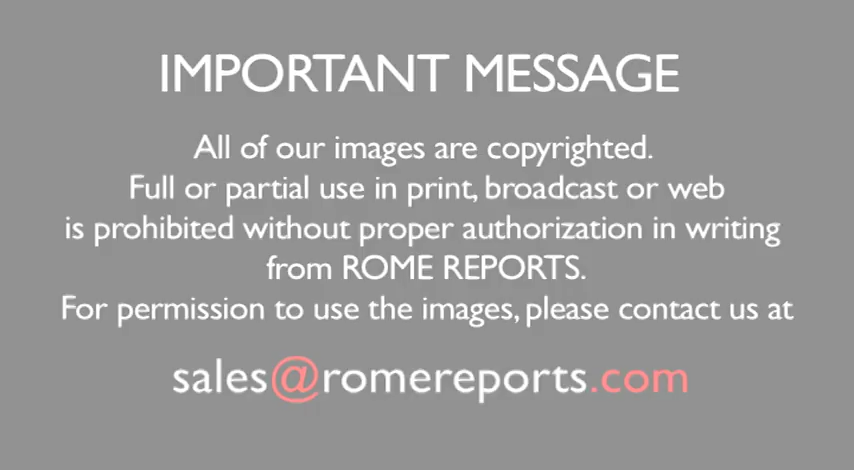 IMPORTANT MESSAGE
All of our images are copyrighted.
Full or partial use in print, broadcast or web
is prohibited without proper authorization in writing
from ROME REPORTS.
For permission to use the images, please contact us at
sales@romereports.com